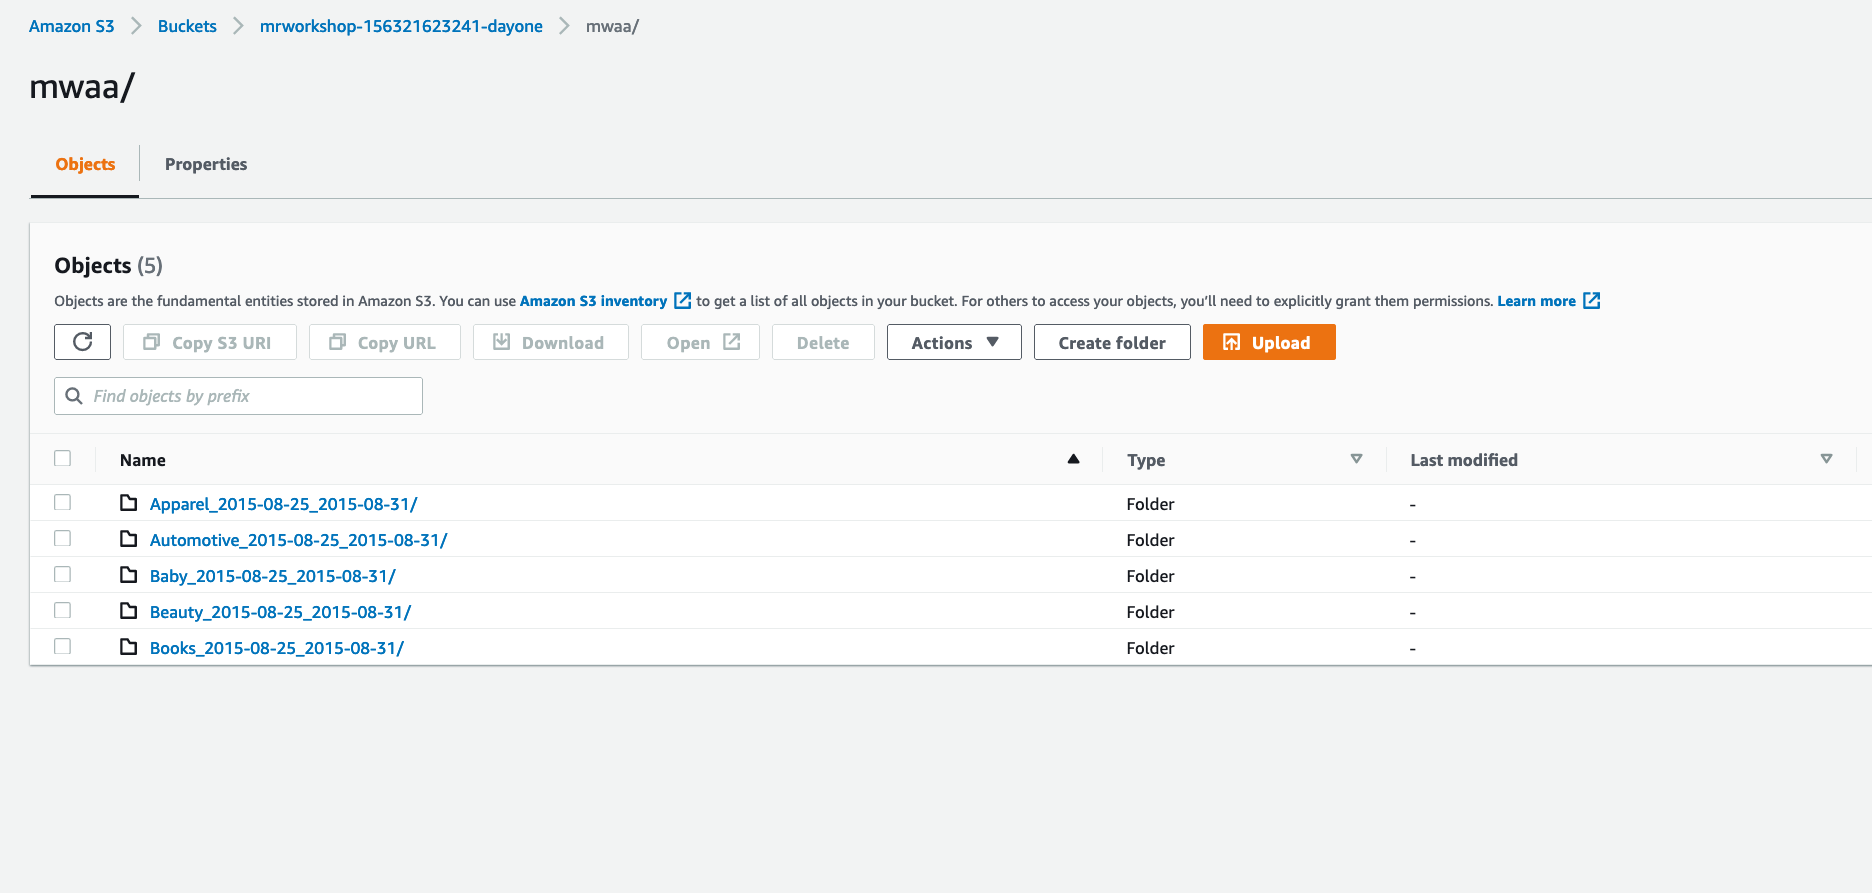 Amazon S3 Buckets mrworkshop-156321623241-dayone mwaa/
mwaa/
Objects Properties
Objects (5)
Objects are the fundamental entities stored in Amazon S3. You can use Amazon S3 inventory to get a list of all objects in your bucket. For others to access your objects, you'll need to explicitly grant them permissions. Learn more
Copy S3 URI Copy URL Download Open Delete Actions Create folder Upload
Find objects by prefix
Name Type Last modified
Apparel_2015-08-25_2015-08-31/ Folder -
Automotive_2015-08-25_2015-08-31/ Folder -
Baby_2015-08-25_2015-08-31/ Folder -
Beauty_2015-08-25_2015-08-31/ Folder -
Books_2015-08-25_2015-08-31/ Folder -